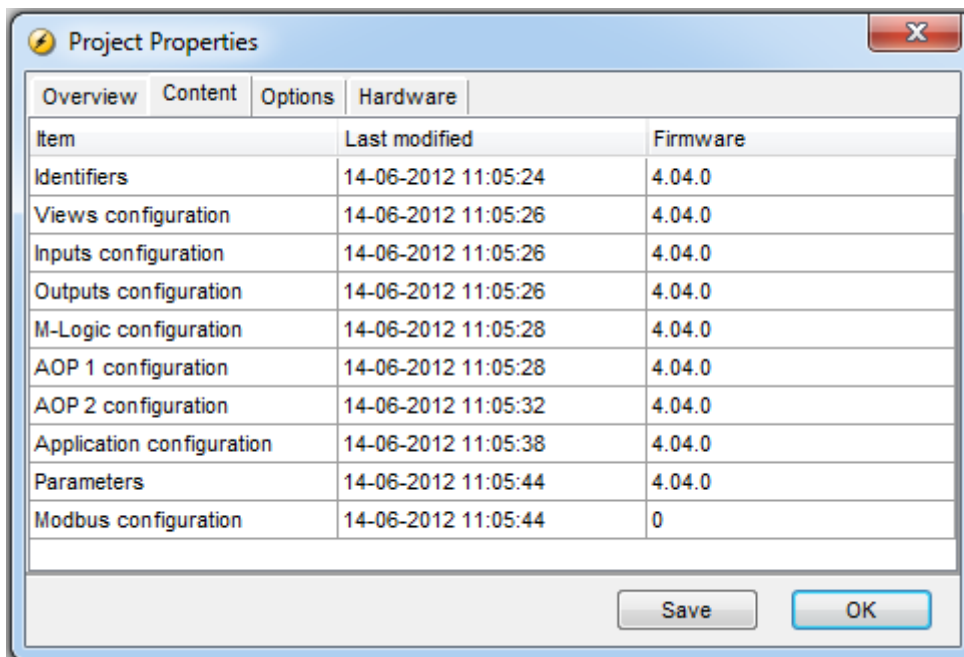 Project Properties
Overview Content Options Hardware
Item Last modified Firmware
Identifiers 14-06-2012 11:05:24 4.04.0
Views configuration 14-06-2012 11:05:26 4.04.0
Inputs configuration 14-06-2012 11:05:26 4.04.0
Outputs configuration 14-06-2012 11:05:26 4.04.0
M-Logic configuration 14-06-2012 11:05:28 4.04.0
AOP 1 configuration 14-06-2012 11:05:28 4.04.0
AOP 2 configuration 14-06-2012 11:05:32 4.04.0
Application configuration 14-06-2012 11:05:38 4.04.0
Parameters 14-06-2012 11:05:44 4.04.0
Modbus configuration 14-06-2012 11:05:44 0
Save OK